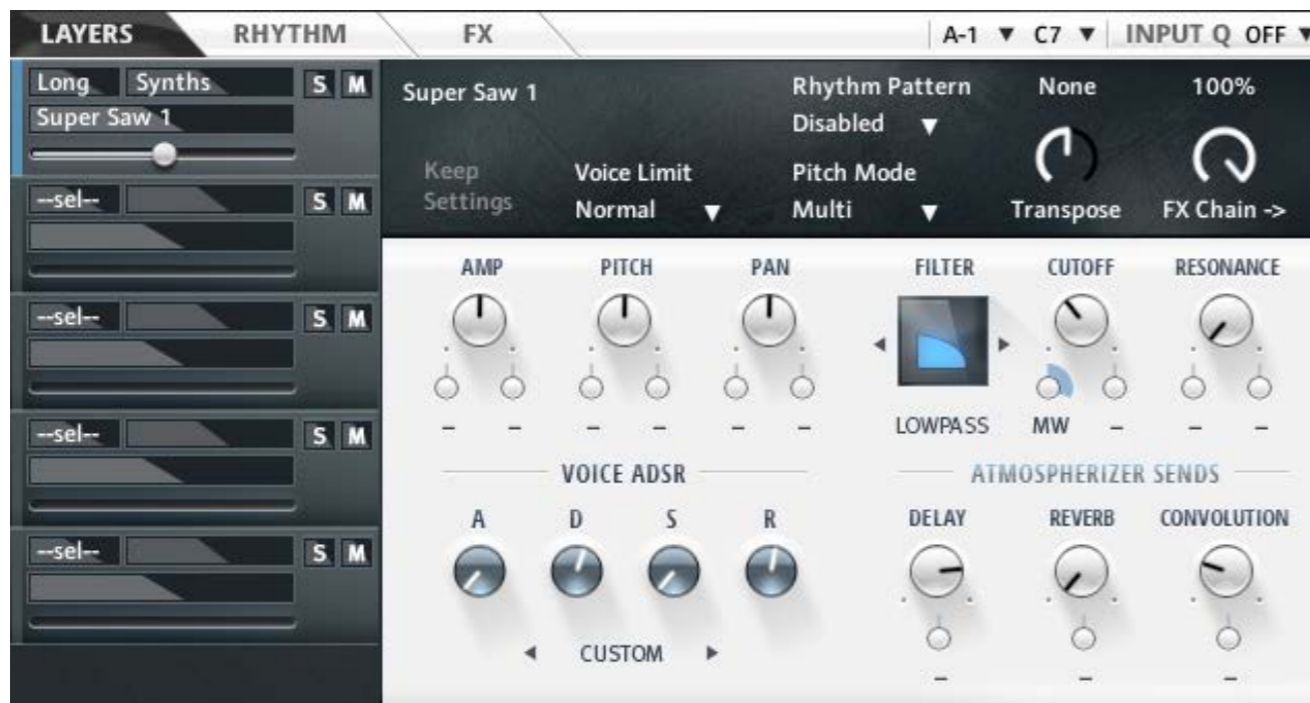 LAYERS RHYTHM FX A-1 ▼ C7 ▼ INPUT Q OFF ▼
Long Synths S M
Super Saw 1
--sel-- S M
--sel-- S M
--sel-- S M
--sel-- S M
Super Saw 1 Rhythm Pattern None 100%
Disabled ▼
Keep Settings Voice Limit Pitch Mode
Normal ▼ Multi ▼ Transpose FX Chain ->
AMP PITCH PAN FILTER CUTOFF RESONANCE
– – – – – – LOWPASS MW – – –
VOICE ADSR ATMOSPHERIZER SENDS
A D S R DELAY REVERB CONVOLUTION
◀ CUSTOM ▶ – – –